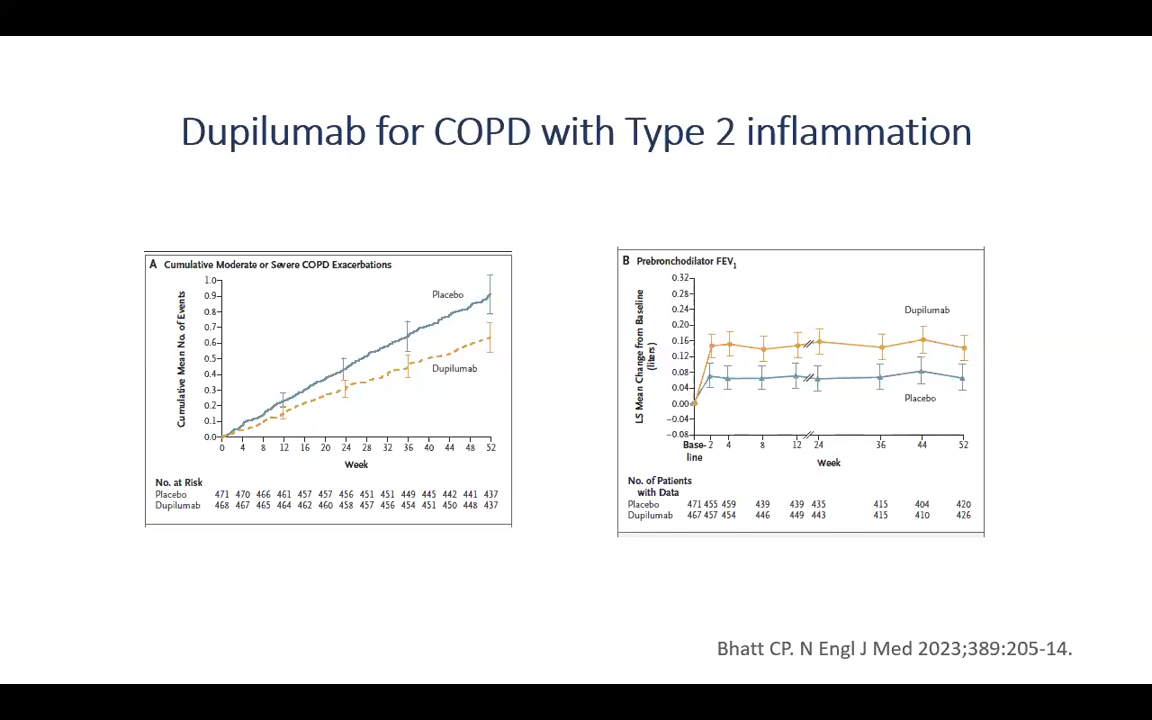 Dupilumab for COPD with Type 2 inflammation
A Cumulative Moderate or Severe COPD Exacerbations
Cumulative Mean No. of Events
1.0
0.9
0.8
0.7
0.6
0.5
0.4
0.3
0.2
0.1
0.0
Placebo
Dupilumab
0 4 8 12 16 20 24 28 32 36 40 44 48 52
Week
No. at Risk
Placebo 471 470 466 461 457 457 456 451 451 449 445 442 441 437
Dupilumab 468 467 465 464 462 460 458 457 456 454 451 450 448 437
B Prebronchodilator FEV1
LS Mean Change from Baseline
(liters)
0.32
0.28
0.24
0.20
0.16
0.12
0.08
0.04
0.00
−0.04
−0.08
Dupilumab
Placebo
Base- 2 4 8 12 24 36 44 52
line
Week
No. of Patients
with Data
Placebo 471 455 459 439 439 435 415 404 420
Dupilumab 467 457 454 446 449 443 415 410 426
Bhatt CP. N Engl J Med 2023;389:205-14.